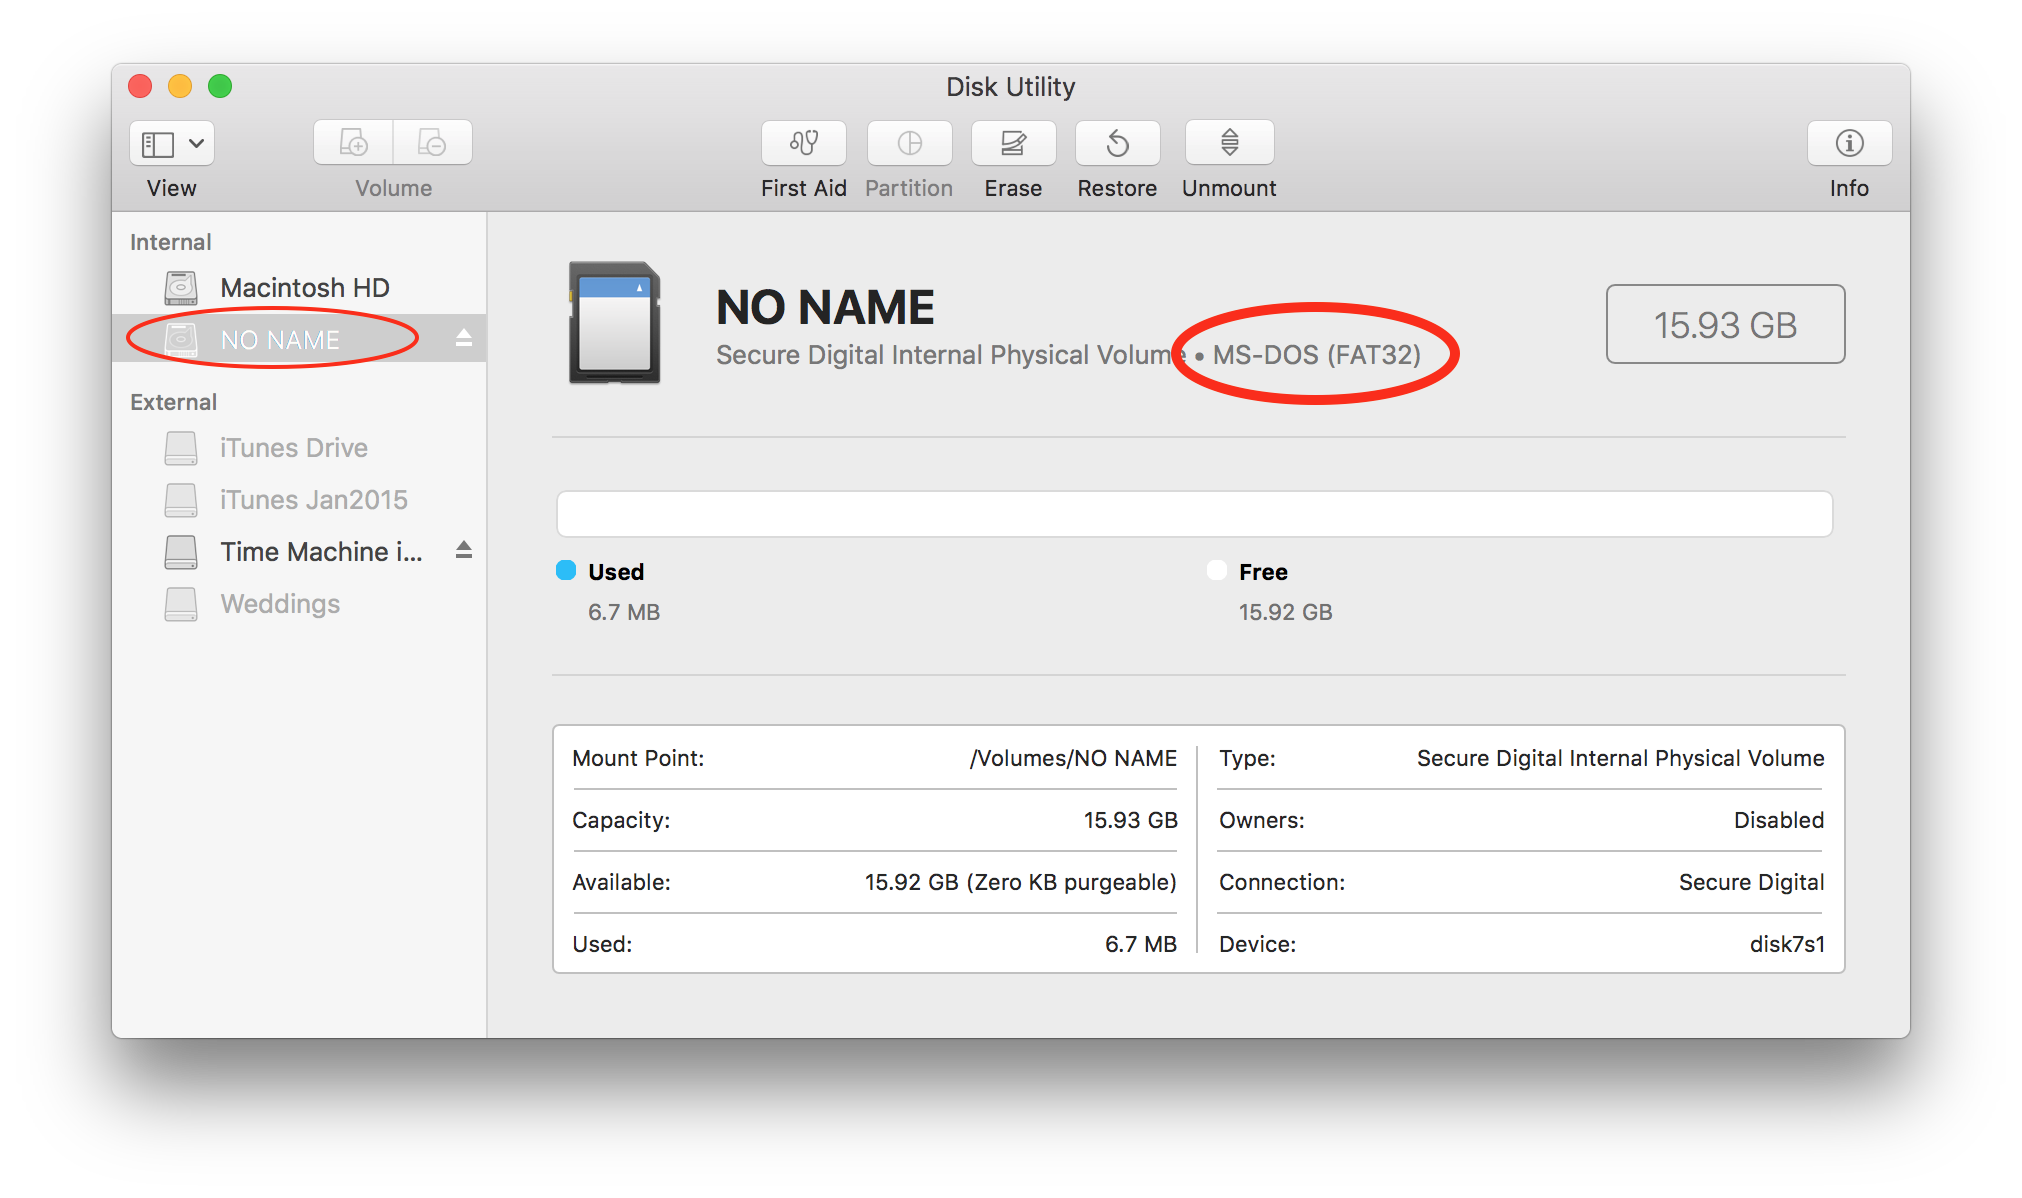 Disk Utility
View
Volume
First Aid
Partition
Erase
Restore
Unmount
Info
Internal
Macintosh HD
NO NAME
External
iTunes Drive
iTunes Jan2015
Time Machine i...
Weddings
NO NAME
Secure Digital Internal Physical Volume • MS-DOS (FAT32)
15.93 GB
Used
6.7 MB
Free
15.92 GB
Mount Point: /Volumes/NO NAME
Capacity: 15.93 GB
Available: 15.92 GB (Zero KB purgeable)
Used: 6.7 MB
Type: Secure Digital Internal Physical Volume
Owners: Disabled
Connection: Secure Digital
Device: disk7s1